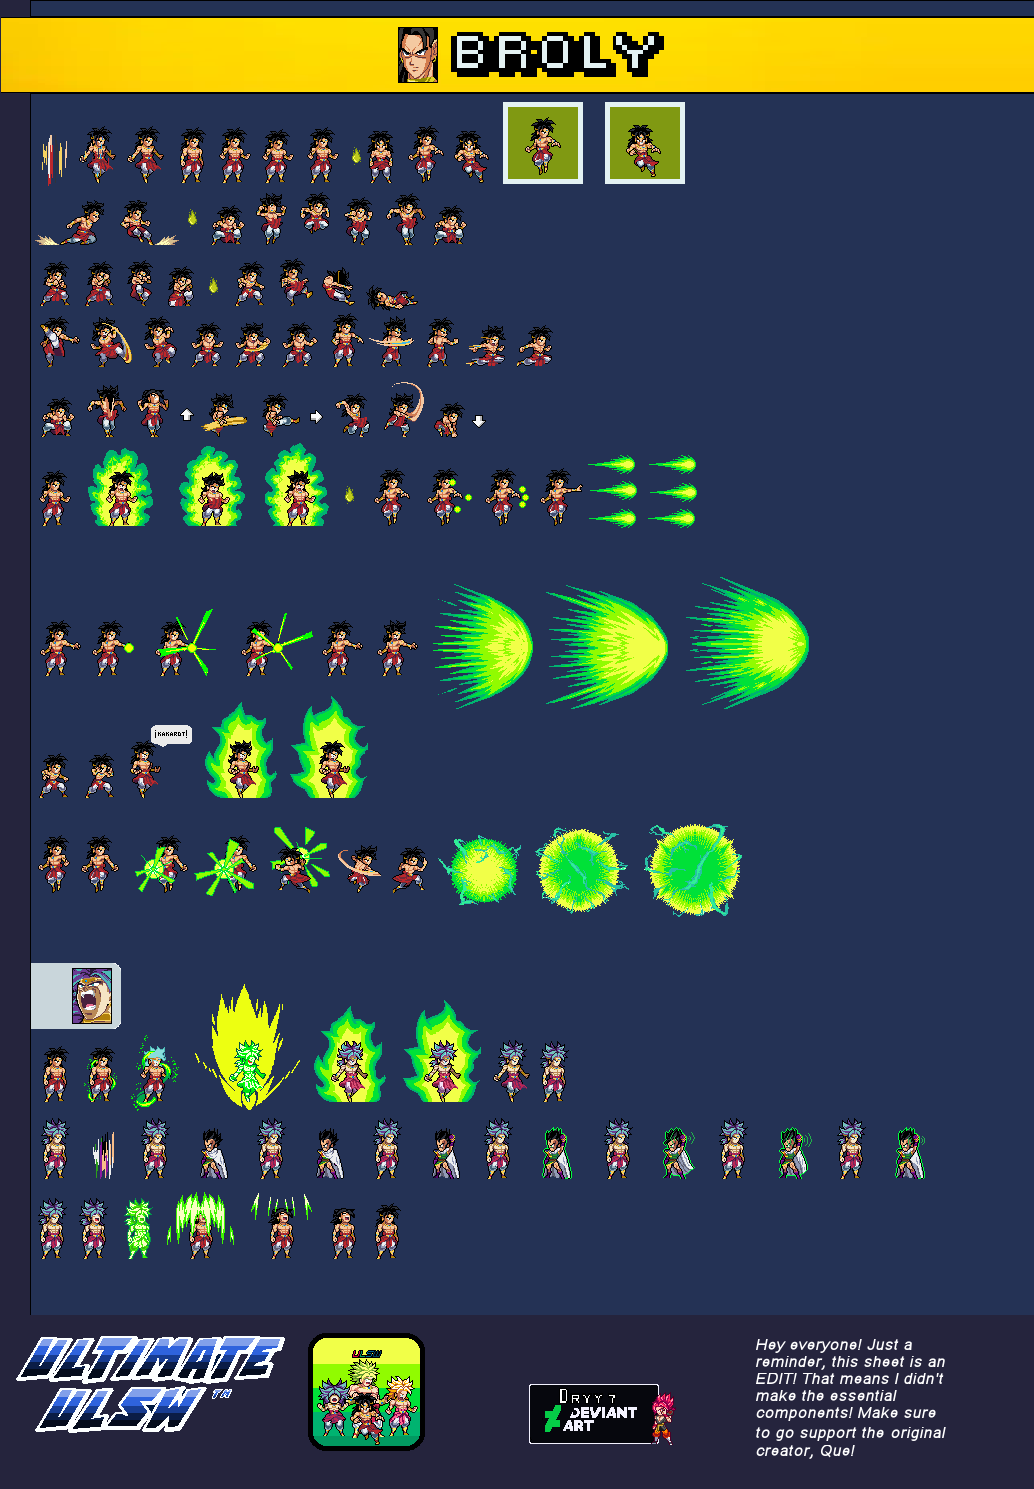 BROLY
¡KAKAROT!
ULTIMATE
ULSW TM
ULSW
DRYY7
DEVIANT
ART
Hey everyone! Just a
reminder, this sheet is an
EDIT! That means I didn't
make the essential
components! Make sure
to go support the original
creator, Que!